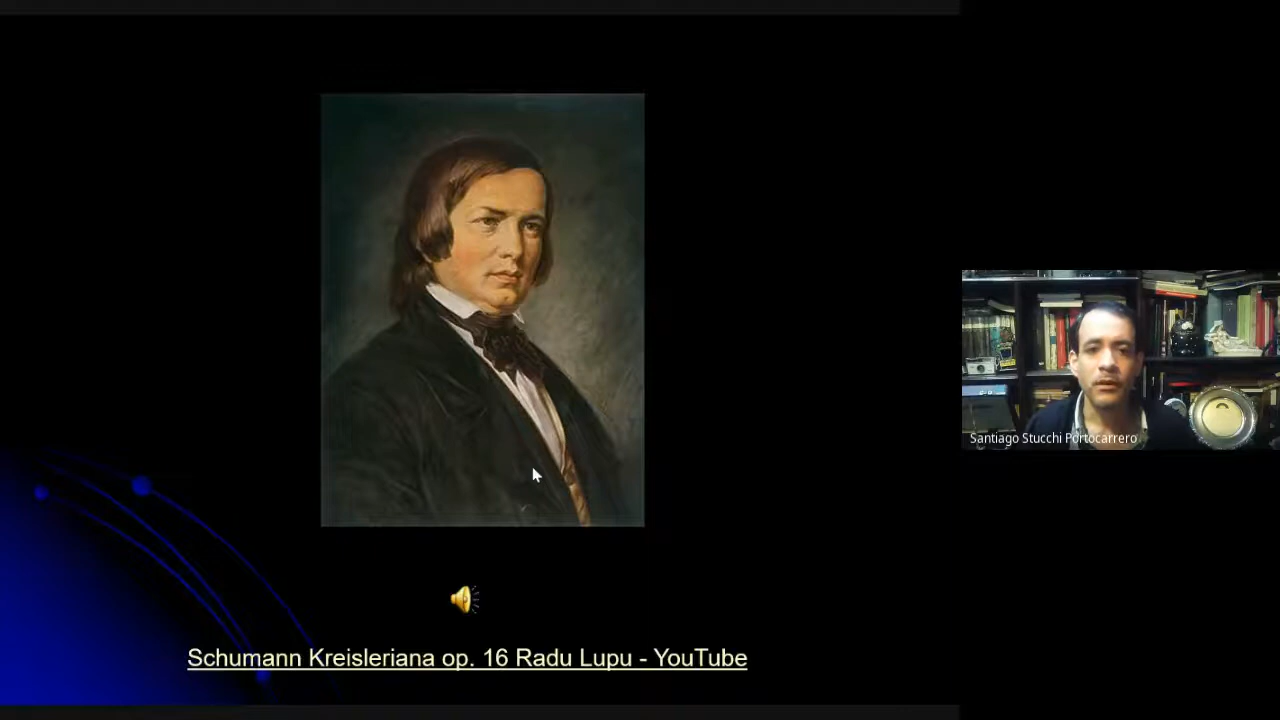 Santiago Stucchi Portocarrero
Schumann Kreisleriana op. 16 Radu Lupu - YouTube